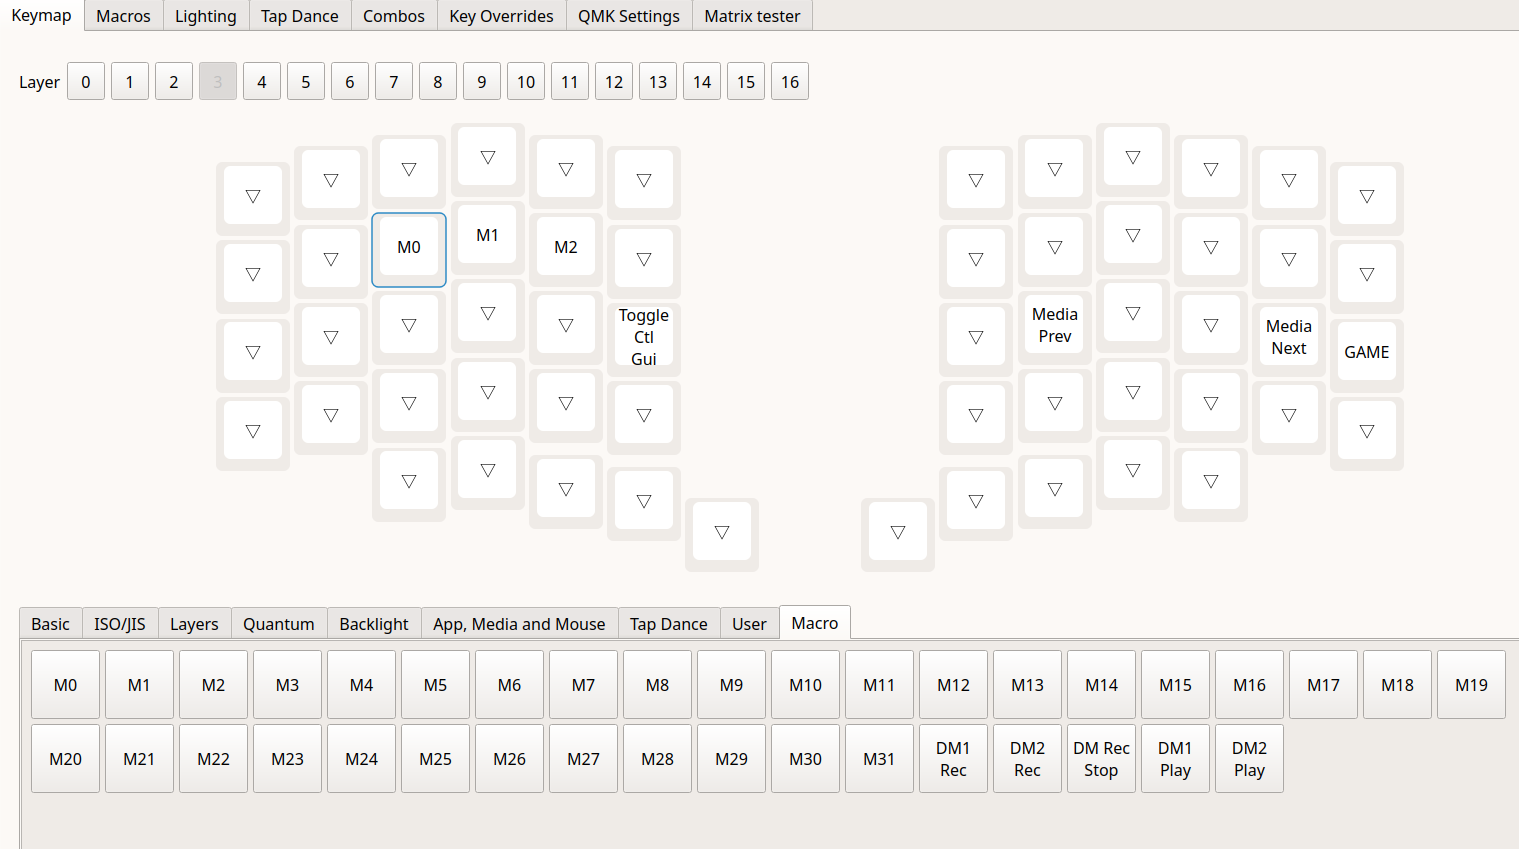 Keymap Macros Lighting Tap Dance Combos Key Overrides QMK Settings Matrix tester
Layer 0 1 2 3 4 5 6 7 8 9 10 11 12 13 14 15 16
M0 M1 M2
Toggle
Ctl
Gui
Media
Prev
Media
Next
GAME
Basic ISO/JIS Layers Quantum Backlight App, Media and Mouse Tap Dance User Macro
M0 M1 M2 M3 M4 M5 M6 M7 M8 M9 M10 M11 M12 M13 M14 M15 M16 M17 M18 M19
M20 M21 M22 M23 M24 M25 M26 M27 M28 M29 M30 M31
DM1
Rec
DM2
Rec
DM Rec
Stop
DM1
Play
DM2
Play